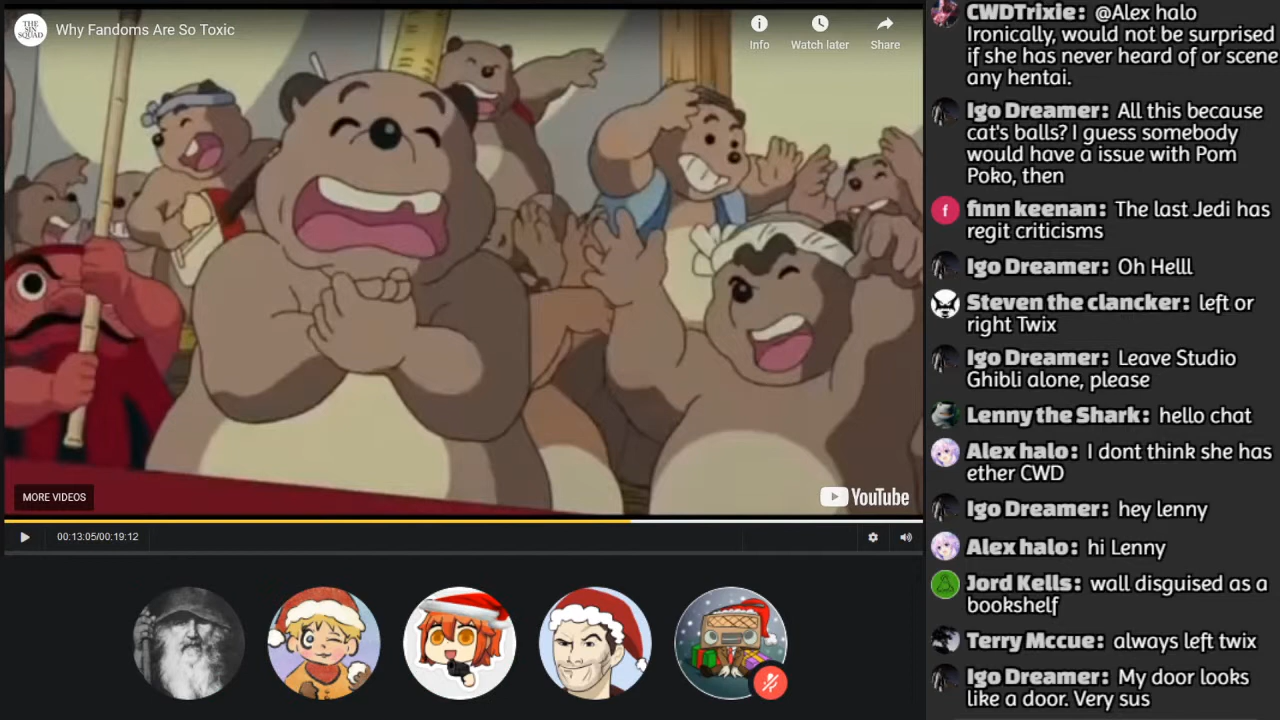 THE
SIN
SQUAD
Why Fandoms Are So Toxic
Info
Watch later
Share
MORE VIDEOS
YouTube
00:13:05/00:19:12
CWDTrixie: @Alex halo
Ironically, would not be surprised
if she has never heard of or scene
any hentai.
Igo Dreamer: All this because
cat's balls? I guess somebody
would have a issue with Pom
Poko, then
f
finn keenan: The last Jedi has
regit criticisms
Igo Dreamer: Oh Helll
Steven the clancker: left or
right Twix
Igo Dreamer: Leave Studio
Ghibli alone, please
Lenny the Shark: hello chat
Alex halo: I dont think she has
ether CWD
Igo Dreamer: hey lenny
Alex halo: hi Lenny
Jord Kells: wall disguised as a
bookshelf
Terry Mccue: always left twix
Igo Dreamer: My door looks
like a door. Very sus